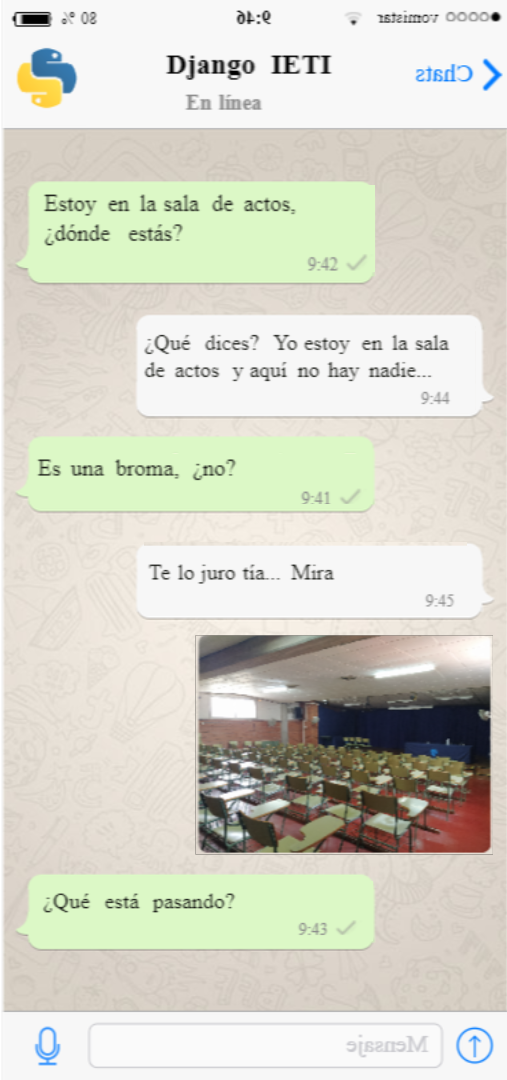 80 %
9:46
vomistar
Django IETI
En línea
Chats
Estoy en la sala de actos,
¿dónde estás?
9:42
¿Qué dices? Yo estoy en la sala
de actos y aquí no hay nadie...
9:44
Es una broma, ¿no?
9:41
Te lo juro tía... Mira
9:45
¿Qué está pasando?
9:43
Mensaje